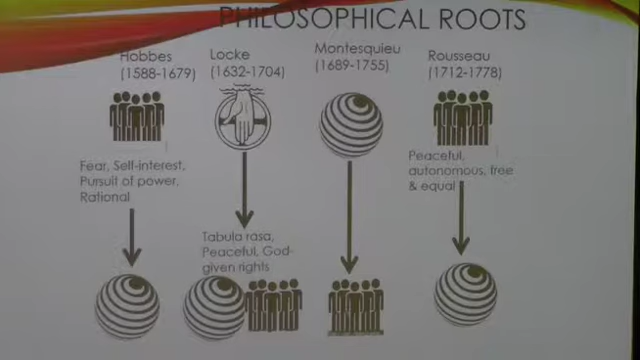 PHILOSOPHICAL ROOTS
Hobbes
(1588-1679)
Locke
(1632-1704)
Montesquieu
(1689-1755)
Rousseau
(1712-1778)
Fear, Self-interest,
Pursuit of power,
Rational
Tabula rasa,
Peaceful, God-
given rights
Peaceful,
autonomous, free
& equal